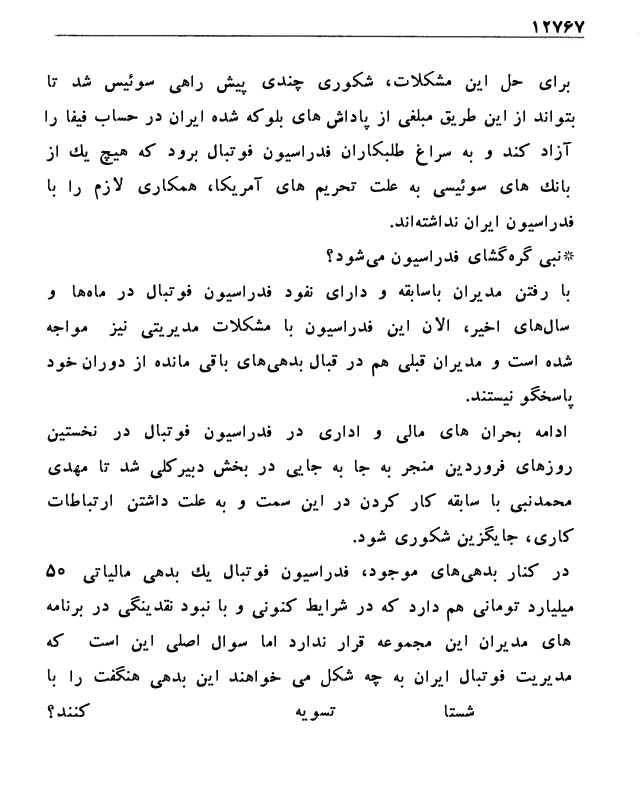 ۱۲۷۶۷
برای حل این مشکلات، شکوری چندی پیش راهی سوئیس شد تا
بتواند از این طریق مبلغی از پاداش های بلوکه شده ایران در حساب فیفا را
آزاد کند و به سراغ طلبکاران فدراسیون فوتبال برود که هیچ یك از
بانك های سوئیسی به علت تحریم های آمریکا، همکاری لازم را با
فدراسیون ایران نداشته‌اند.
*نبی گره‌گشای فدراسیون می‌شود؟
با رفتن مدیران باسابقه و دارای نفود فدراسیون فوتبال در ماه‌ها و
سال‌های اخیر، الان این فدراسیون با مشکلات مدیریتی نیز مواجه
شده است و مدیران قبلی هم در قبال بدهی‌های باقی مانده از دوران خود
پاسخگو نیستند.
ادامه بحران های مالی و اداری در فدراسیون فوتبال در نخستین
روزهای فروردین منجر به جا به جایی در بخش دبیرکلی شد تا مهدی
محمدنبی با سابقه کار کردن در این سمت و به علت داشتن ارتباطات
کاری، جایگزین شکوری شود.
در کنار بدهی‌های موجود، فدراسیون فوتبال یك بدهی مالیاتی ۵۰
میلیارد تومانی هم دارد که در شرایط کنونی و با نبود نقدینگی در برنامه
های مدیران این مجموعه قرار ندارد اما سوال اصلی این است که
مدیریت فوتبال ایران به چه شکل می خواهند این بدهی هنگفت را با
شستا تسویه کنند؟